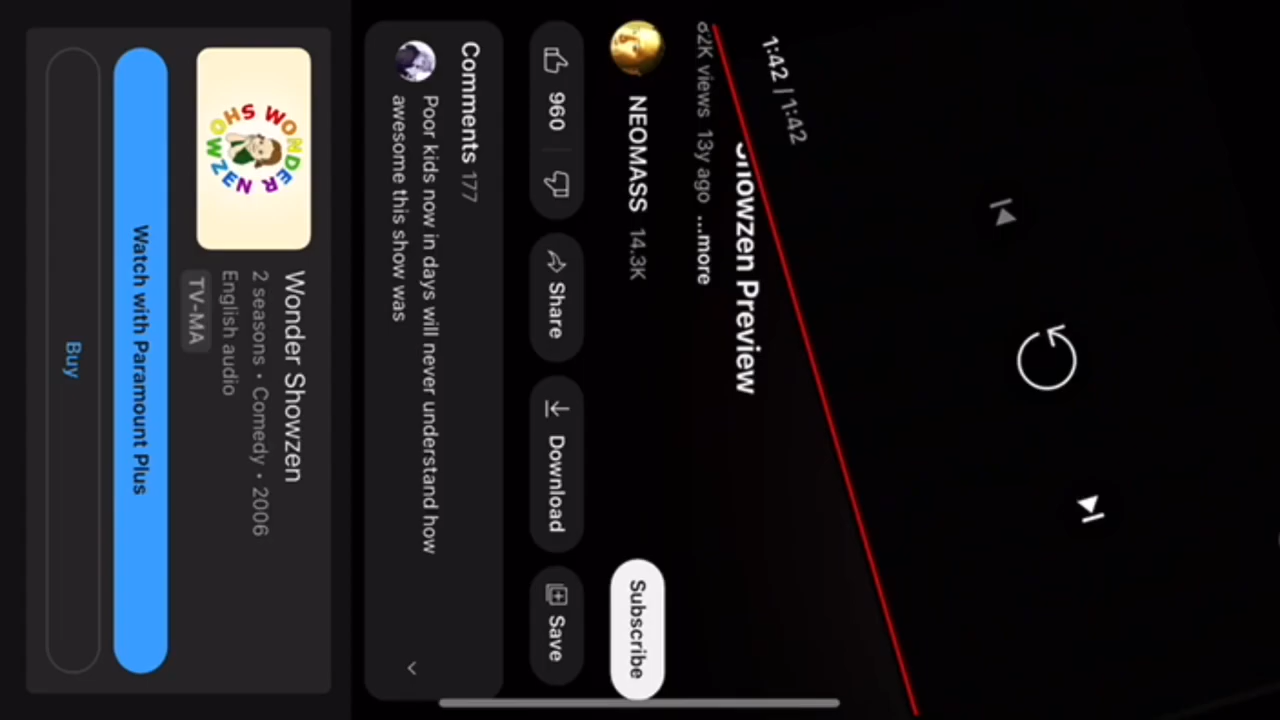 1:42 / 1:42
Showzen Preview
62K views 13y ago ...more
NEOMASS 14.3K
Subscribe
960
Share
Download
Save
Comments 177
Poor kids now in days will never understand how
awesome this show was
WONDER SHOWZEN
Wonder Showzen
2 seasons • Comedy • 2006
English audio
TV-MA
Watch with Paramount Plus
Buy